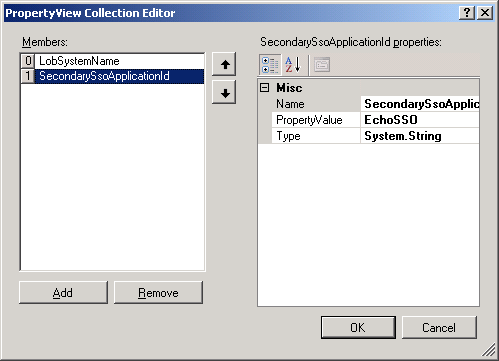 PropertyView Collection Editor
Members:
0 LobSystemName
1 SecondarySsoApplicationId
Add
Remove
SecondarySsoApplicationId properties:
Misc
Name SecondarySsoApplic
PropertyValue EchoSSO
Type System.String
OK
Cancel